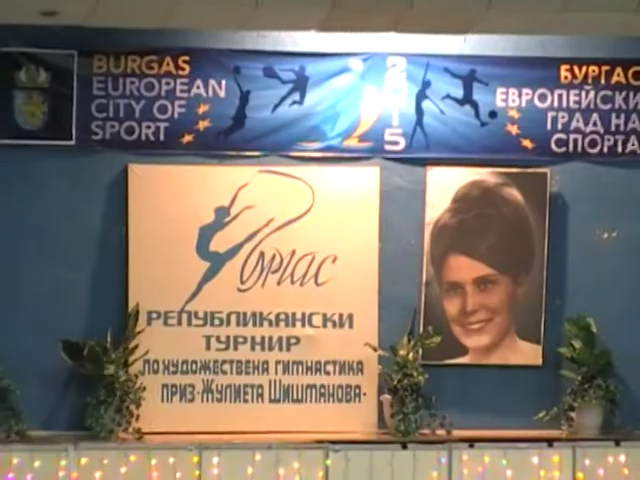 BURGAS
EUROPEAN
CITY OF
SPORT
2015
БУРГАС
ЕВРОПЕЙСКИ
ГРАД НА
СПОРТА
Бургас
РЕПУБЛИКАНСКИ
ТУРНИР
ПО ХУДОЖЕСТВЕНА ГИМНАСТИКА
ПРИЗ-ЖУЛИЕТА ШИШМАНОВА-